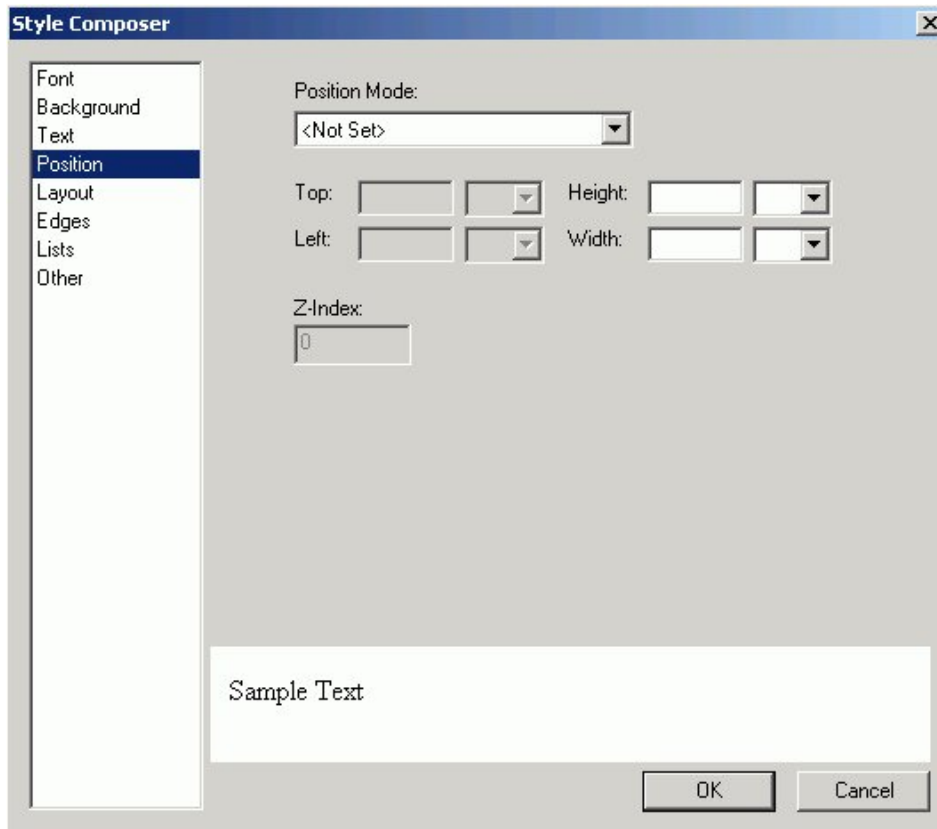 Style Composer
Font
Background
Text
Position
Layout
Edges
Lists
Other
Position Mode:
<Not Set>
Top:
Height:
Left:
Width:
Z-Index:
0
Sample Text
OK
Cancel